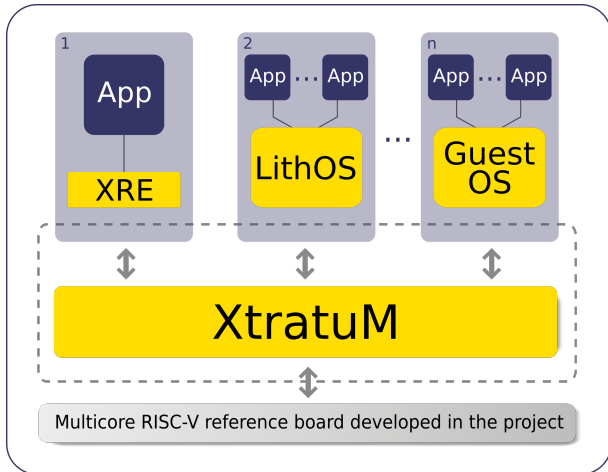 1
App
XRE
2
App ... App
LithOS
...
n
App ... App
Guest
OS
XtratuM
Multicore RISC-V reference board developed in the project